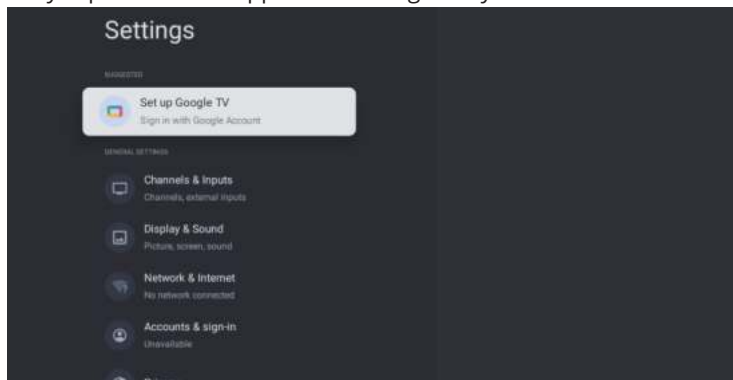 Settings
SUGGESTED
Set up Google TV
Sign in with Google Account
GENERAL SETTINGS
Channels & Inputs
Channels, external inputs
Display & Sound
Picture, screen, sound
Network & Internet
No network connected
Accounts & sign-in
Unavailable